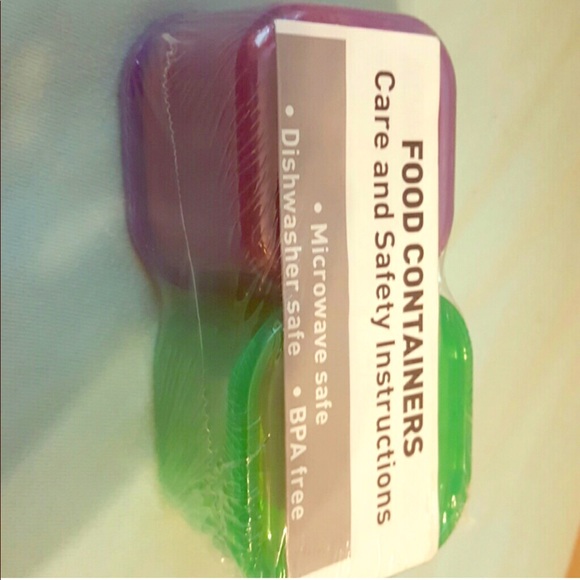 FOOD CONTAINERS
Care and Safety Instructions
• Microwave safe
• Dishwasher safe • BPA free